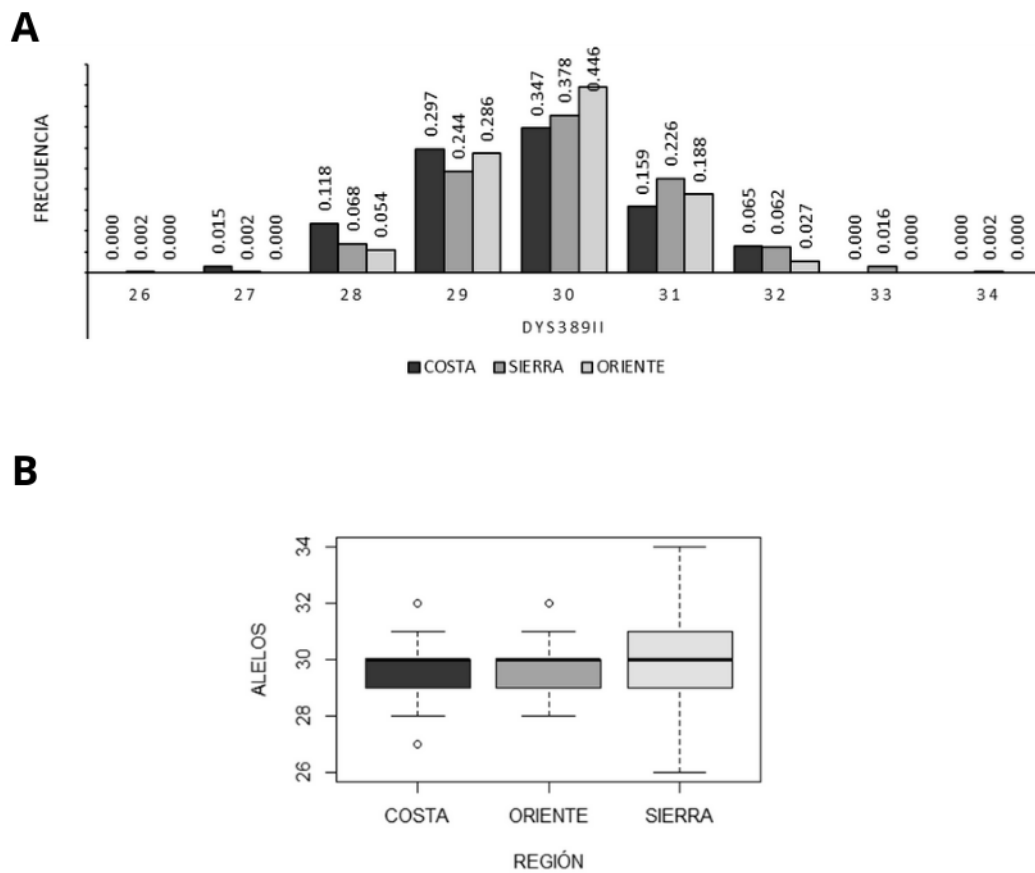 A
FRECUENCIA
0.000 0.002 0.000 0.015 0.002 0.000 0.118 0.068 0.054 0.297 0.244 0.286 0.347 0.378 0.446 0.159 0.226 0.188 0.065 0.062 0.027 0.000 0.016 0.000 0.000 0.002 0.000
26 27 28 29 30 31 32 33 34
DYS389II
COSTA SIERRA ORIENTE
B
ALELOS
34
32
30
28
26
COSTA ORIENTE SIERRA
REGIÓN